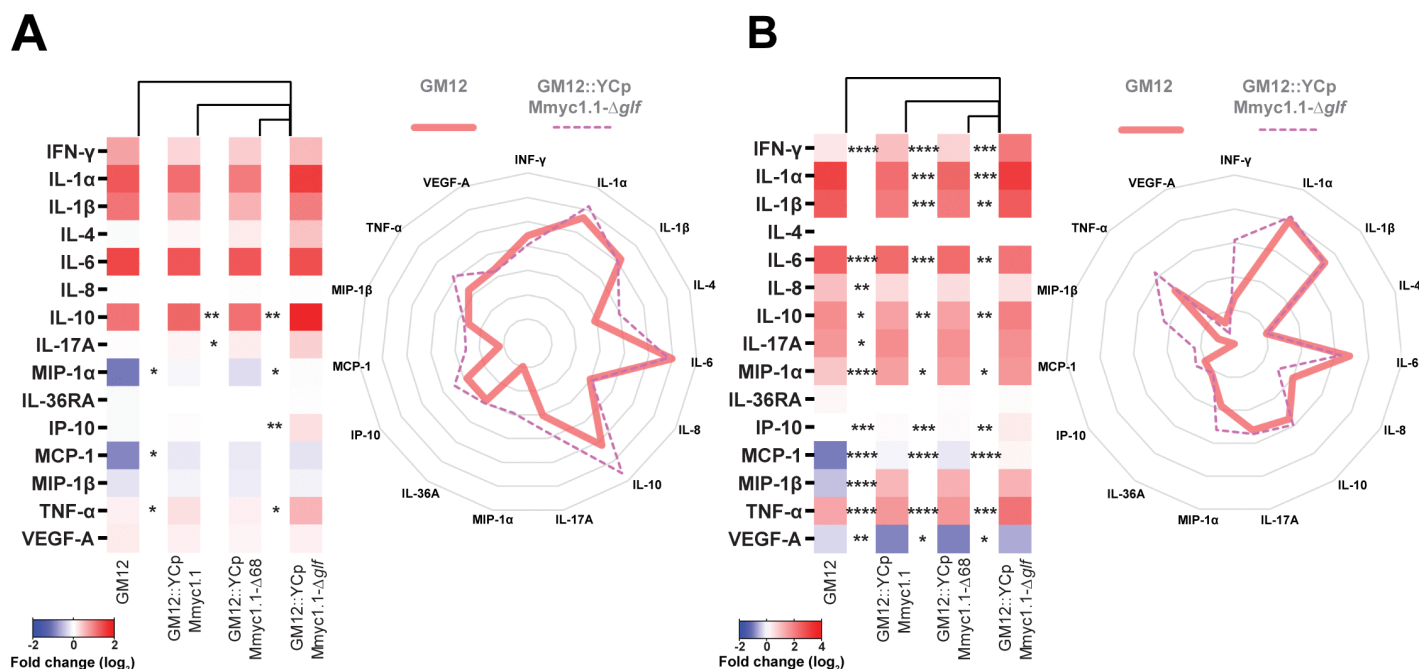 A
GM12
GM12::YCp
Mmyc1.1-Δglf
IFN-γ
IL-1α
IL-1β
IL-4
IL-6
IL-8
IL-10 ** **
IL-17A *
MIP-1α * *
IL-36RA
IP-10 **
MCP-1 *
MIP-1β
TNF-α * *
VEGF-A
GM12
GM12::YCp
Mmyc1.1
GM12::YCp
Mmyc1.1-Δ68
GM12::YCp
Mmyc1.1-Δglf
-2 0 2
Fold change (log₂)
INF-γ
IL-1α
IL-1β
IL-4
IL-6
IL-8
IL-10
IL-17A
MIP-1α
IL-36A
IP-10
MCP-1
MIP-1β
TNF-α
VEGF-A
B
GM12
GM12::YCp
Mmyc1.1-Δglf
IFN-γ **** **** ***
IL-1α *** ***
IL-1β *** **
IL-4
IL-6 **** *** **
IL-8 **
IL-10 * ** **
IL-17A *
MIP-1α **** * *
IL-36RA
IP-10 *** *** **
MCP-1 **** **** ****
MIP-1β ****
TNF-α **** **** ***
VEGF-A ** * *
GM12
GM12::YCp
Mmyc1.1
GM12::YCp
Mmyc1.1-Δ68
GM12::YCp
Mmyc1.1-Δglf
-2 0 2 4
Fold change (log₂)
INF-γ
IL-1α
IL-1β
IL-4
IL-6
IL-8
IL-10
IL-17A
MIP-1α
IL-36A
IP-10
MCP-1
MIP-1β
TNF-α
VEGF-A